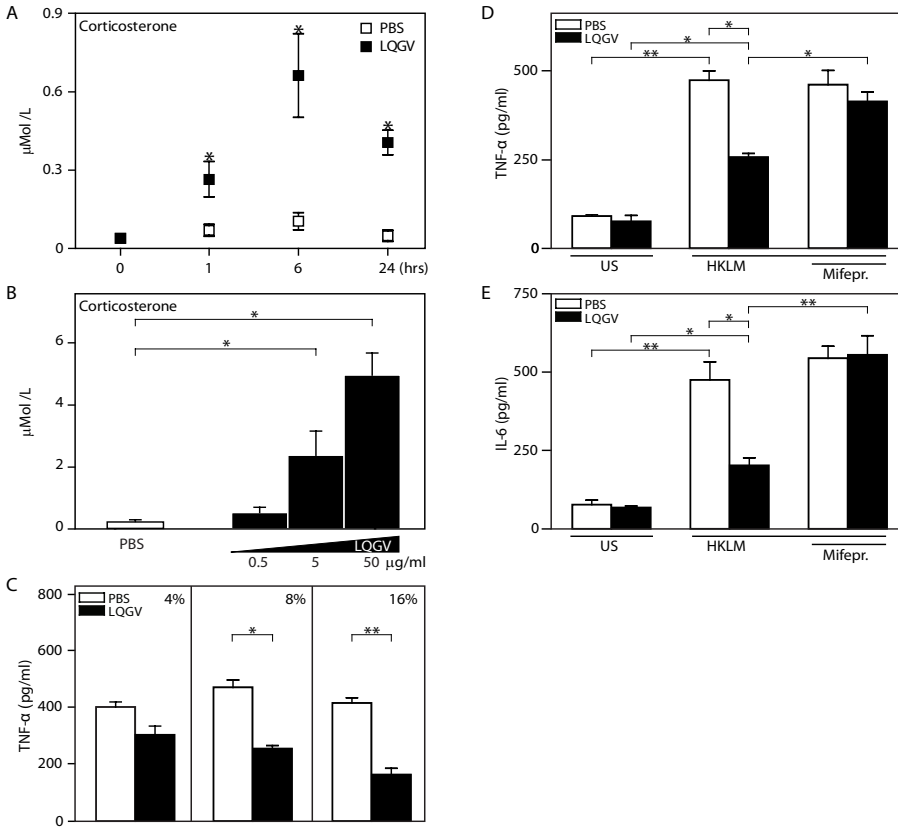 A
Corticosterone
PBS
LQGV
0.9
0.6
0.3
0
μMol /L
*
*
*
0 1 6 24 (hrs)
B
Corticosterone
*
*
6
4
2
0
μMol /L
PBS
LQGV
0.5 5 50 μg/ml
C
PBS
LQGV
4% 8% 16%
800
600
400
200
0
TNF-α (pg/ml)
*
**
D
PBS
LQGV
*
*
**
*
500
250
0
TNF-α (pg/ml)
US HKLM
Mifepr.
E
750
PBS
LQGV
**
*
*
**
500
250
0
IL-6 (pg/ml)
US HKLM
Mifepr.